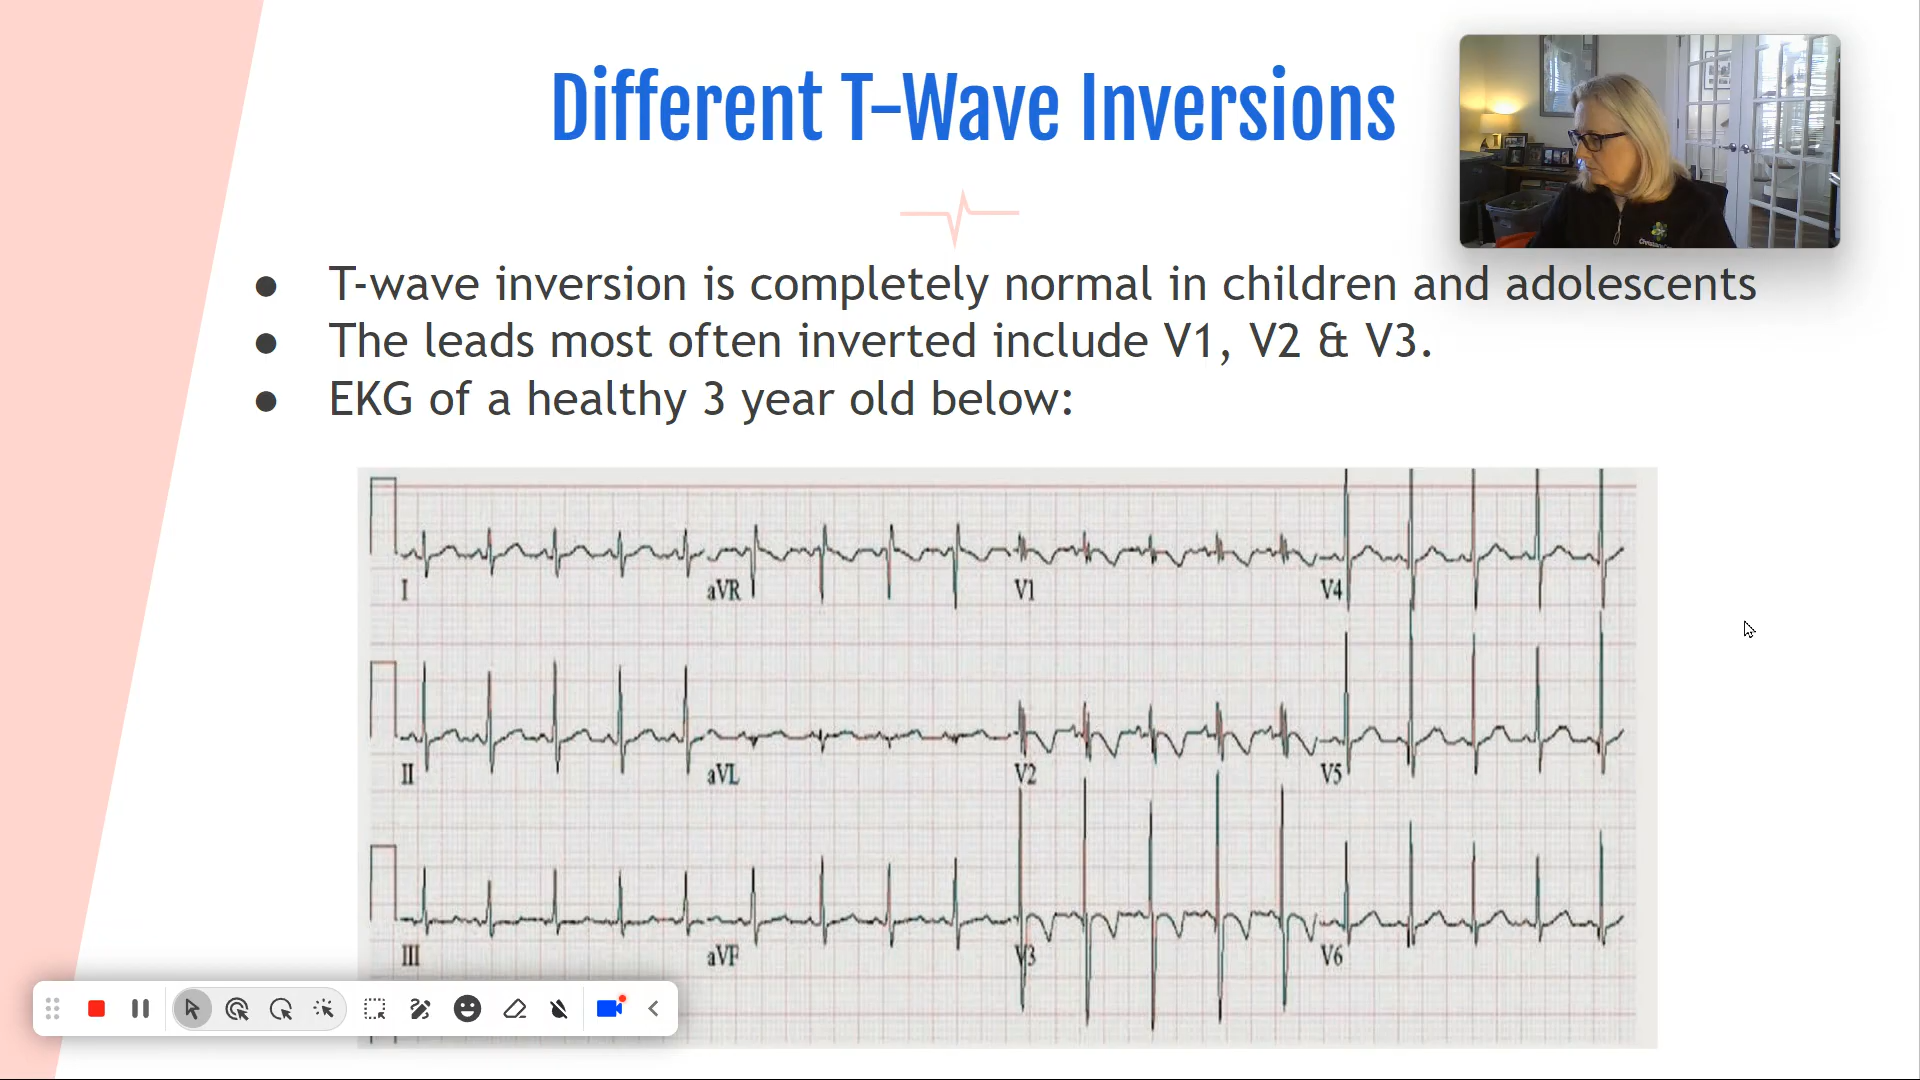 Different T-Wave Inversions
● T-wave inversion is completely normal in children and adolescents
● The leads most often inverted include V1, V2 & V3.
● EKG of a healthy 3 year old below:
I aVR V1 V4
II aVL V2 V5
III aVF V3 V6